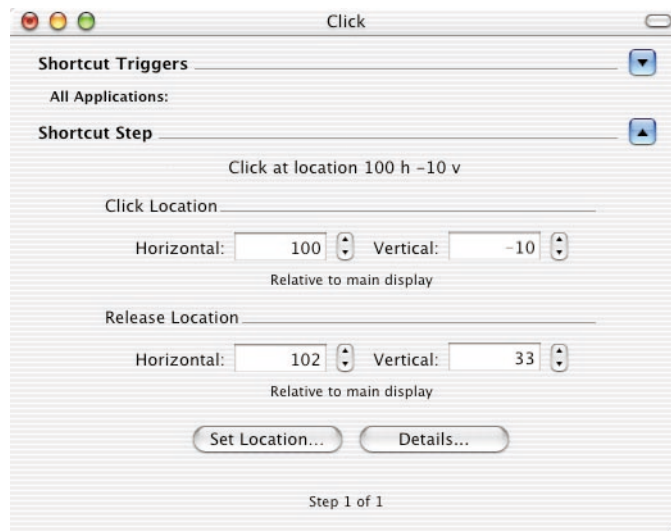 Click
Shortcut Triggers
All Applications:
Shortcut Step
Click at location 100 h -10 v
Click Location
Horizontal: 100 Vertical: -10
Relative to main display
Release Location
Horizontal: 102 Vertical: 33
Relative to main display
Set Location... Details...
Step 1 of 1